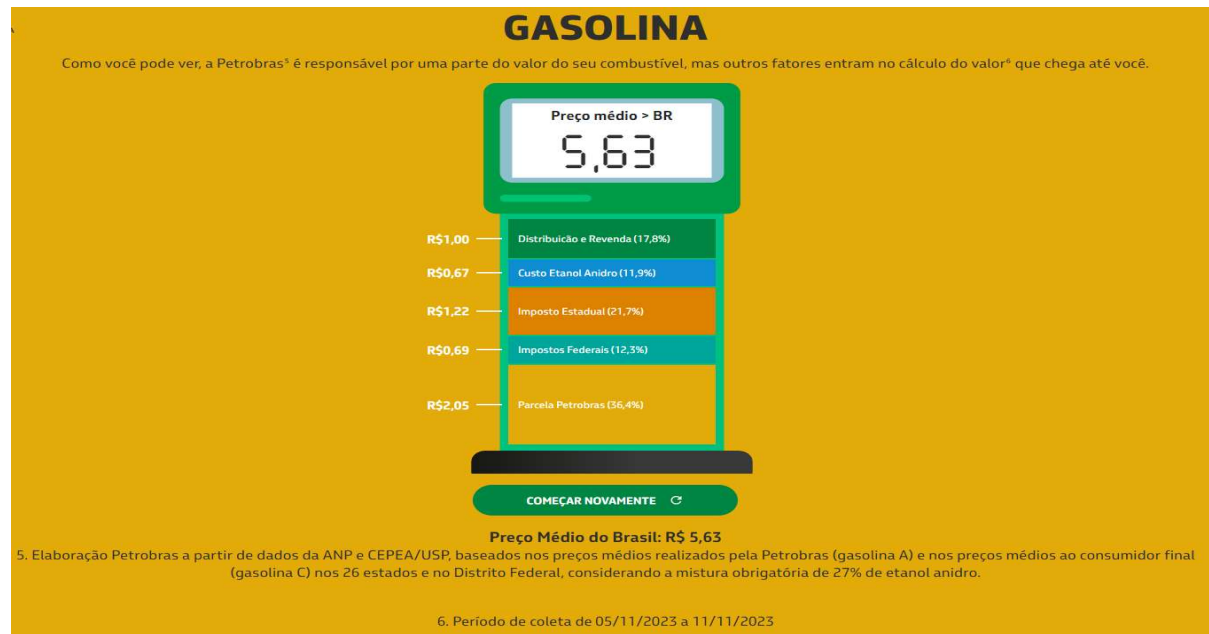 GASOLINA
Como você pode ver, a Petrobras⁵ é responsável por uma parte do valor do seu combustível, mas outros fatores entram no cálculo do valor⁶ que chega até você.
Preço médio > BR
5,63
R$1,00 Distribuicão e Revenda (17,8%)
R$0,67 Custo Etanol Anidro (11,9%)
R$1,22 Imposto Estadual (21,7%)
R$0,69 Impostos Federais (12,3%)
R$2,05 Parcela Petrobras (36,4%)
COMEÇAR NOVAMENTE
Preço Médio do Brasil: R$ 5,63
5. Elaboração Petrobras a partir de dados da ANP e CEPEA/USP, baseados nos preços médios realizados pela Petrobras (gasolina A) e nos preços médios ao consumidor final
(gasolina C) nos 26 estados e no Distrito Federal, considerando a mistura obrigatória de 27% de etanol anidro.
6. Período de coleta de 05/11/2023 a 11/11/2023